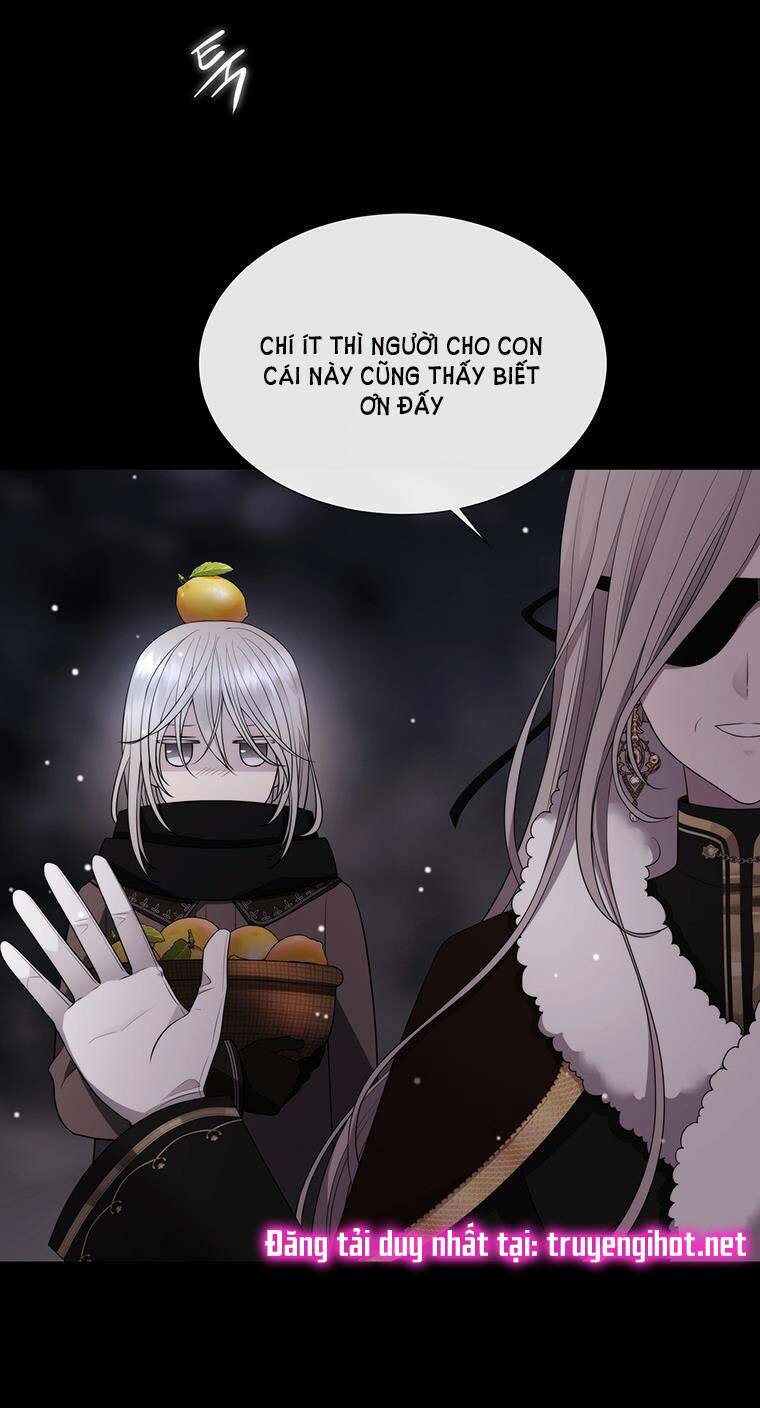 툭
CHÍ ÍT THÌ NGƯỜI CHO CON
CÁI NÀY CŨNG THẤY BIẾT
ƠN ĐẤY
Đăng tải duy nhất tại: truyengihot.net